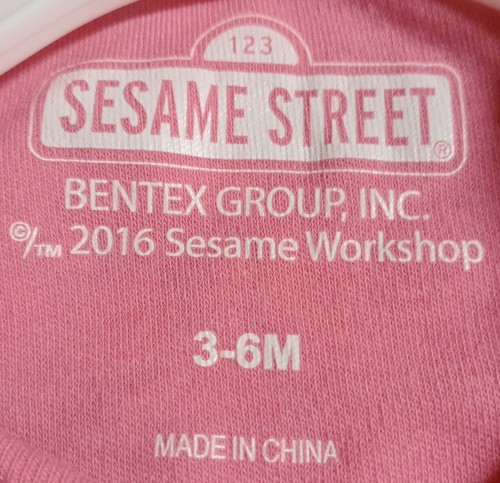 123
SESAME STREET®
BENTEX GROUP, INC.
©/TM 2016 Sesame Workshop
3-6M
MADE IN CHINA